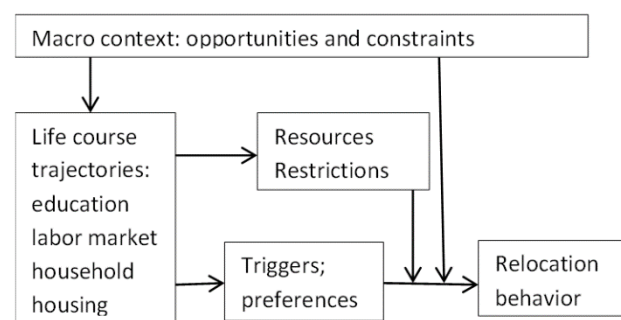 Macro context: opportunities and constraints
Life course
trajectories:
education
labor market
household
housing
Resources
Restrictions
Triggers;
preferences
Relocation
behavior